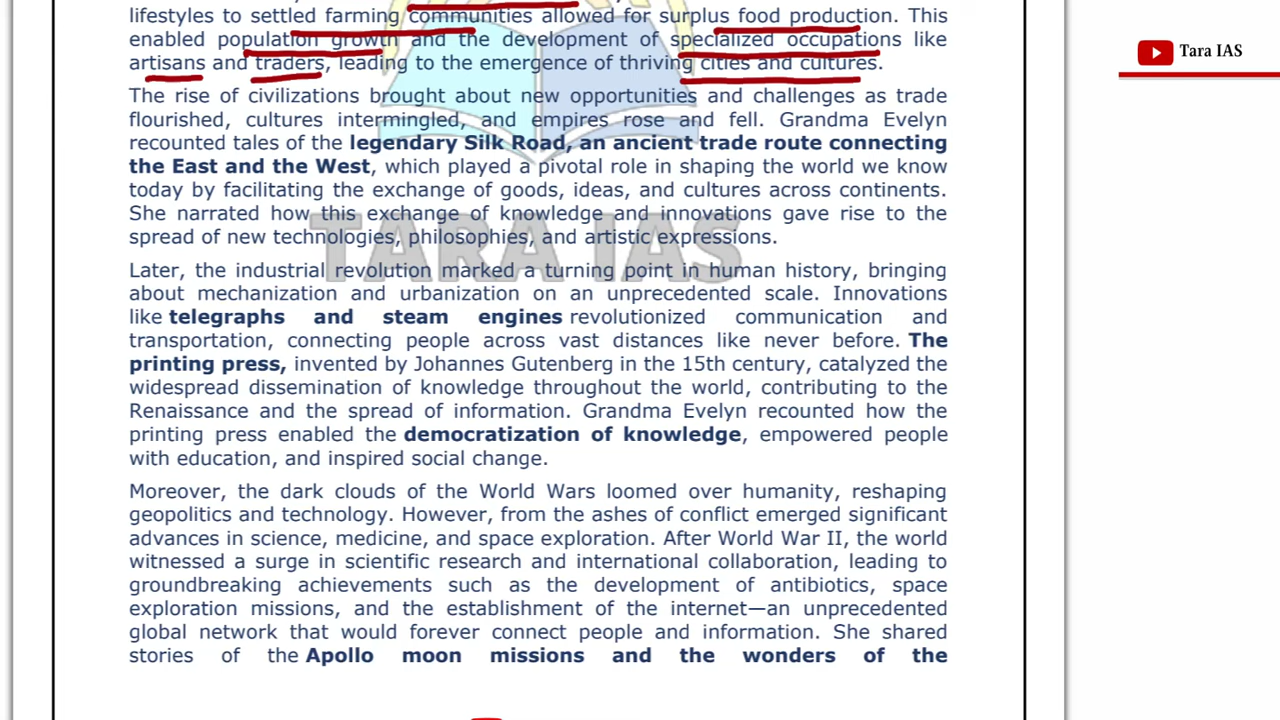 lifestyles to settled farming communities allowed for surplus food production. This
enabled population growth and the development of specialized occupations like
artisans and traders, leading to the emergence of thriving cities and cultures.
The rise of civilizations brought about new opportunities and challenges as trade
flourished, cultures intermingled, and empires rose and fell. Grandma Evelyn
recounted tales of the legendary Silk Road, an ancient trade route connecting
the East and the West, which played a pivotal role in shaping the world we know
today by facilitating the exchange of goods, ideas, and cultures across continents.
She narrated how this exchange of knowledge and innovations gave rise to the
spread of new technologies, philosophies, and artistic expressions.
Later, the industrial revolution marked a turning point in human history, bringing
about mechanization and urbanization on an unprecedented scale. Innovations
like telegraphs and steam engines revolutionized communication and
transportation, connecting people across vast distances like never before. The
printing press, invented by Johannes Gutenberg in the 15th century, catalyzed the
widespread dissemination of knowledge throughout the world, contributing to the
Renaissance and the spread of information. Grandma Evelyn recounted how the
printing press enabled the democratization of knowledge, empowered people
with education, and inspired social change.
Moreover, the dark clouds of the World Wars loomed over humanity, reshaping
geopolitics and technology. However, from the ashes of conflict emerged significant
advances in science, medicine, and space exploration. After World War II, the world
witnessed a surge in scientific research and international collaboration, leading to
groundbreaking achievements such as the development of antibiotics, space
exploration missions, and the establishment of the internet—an unprecedented
global network that would forever connect people and information. She shared
stories of the Apollo moon missions and the wonders of the
TARA IAS
Tara IAS